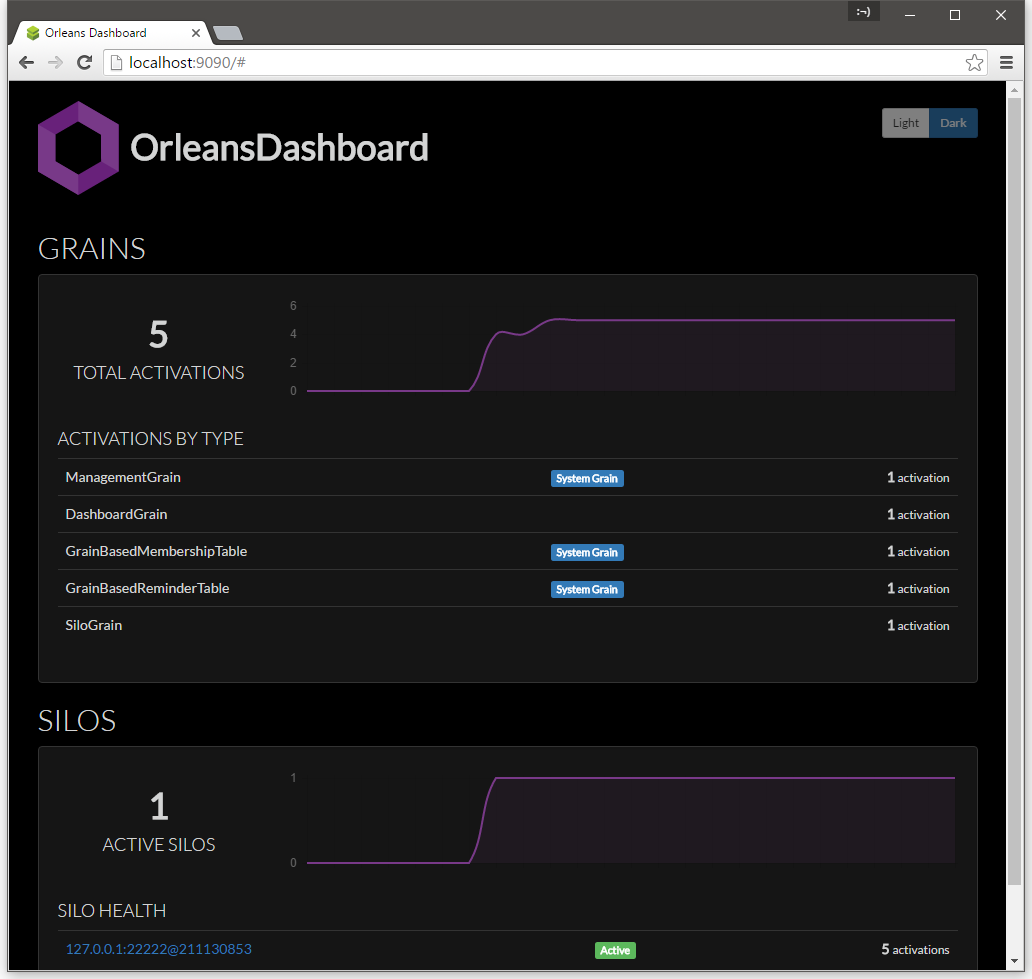 :¬)
Orleans Dashboard
localhost:9090/#
OrleansDashboard
Light Dark
GRAINS
5
TOTAL ACTIVATIONS
6
4
2
0
ACTIVATIONS BY TYPE
ManagementGrain System Grain 1 activation
DashboardGrain 1 activation
GrainBasedMembershipTable System Grain 1 activation
GrainBasedReminderTable System Grain 1 activation
SiloGrain 1 activation
SILOS
1
ACTIVE SILOS
1
0
SILO HEALTH
127.0.0.1:22222@211130853 Active 5 activations